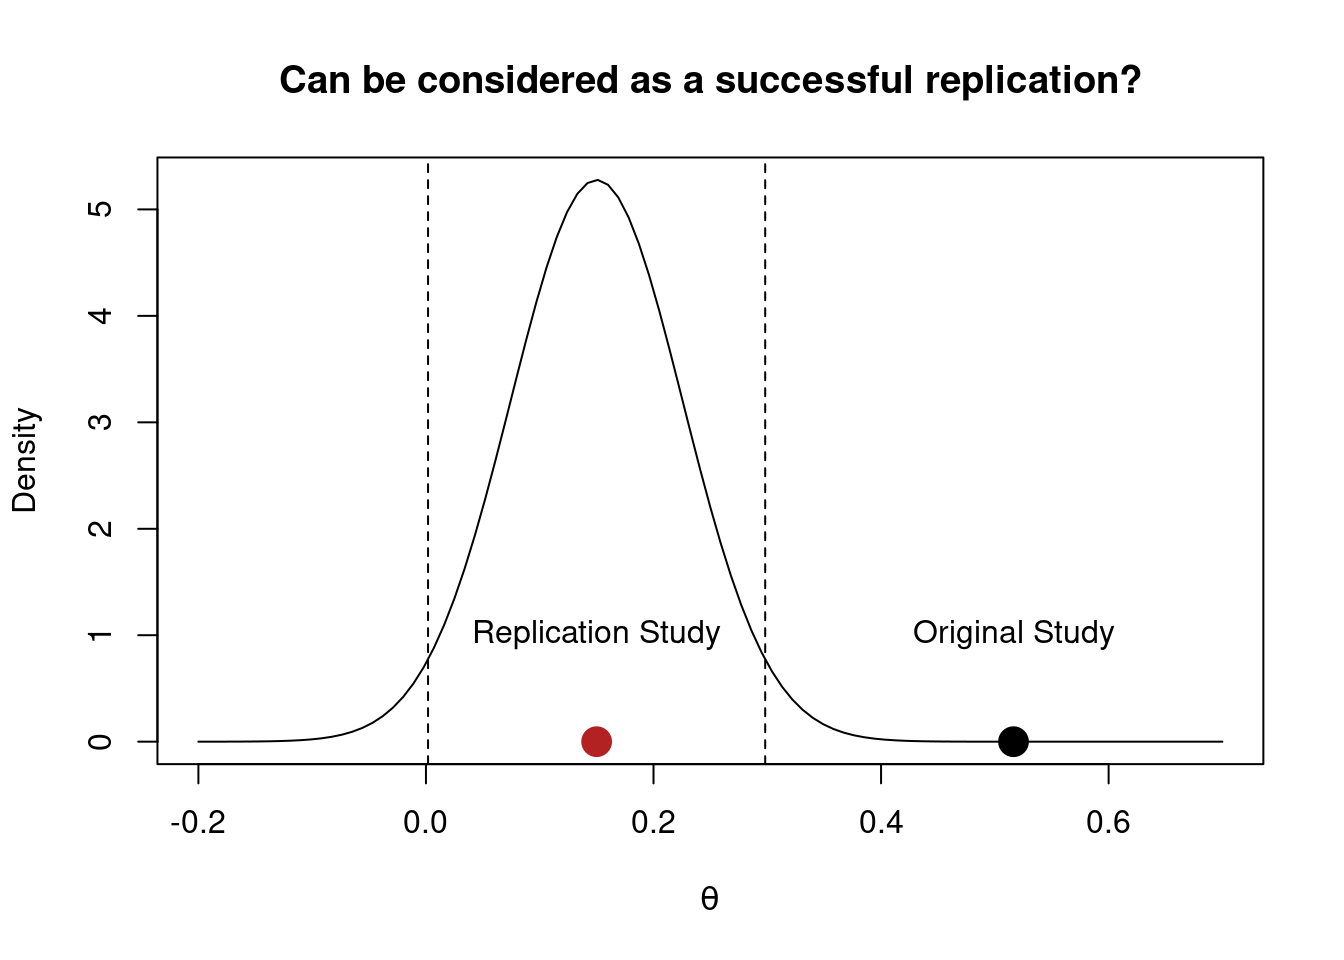 Can be considered as a successful replication?
Density
5
4
3
2
1
0
Replication Study
Original Study
-0.2
0.0
0.2
0.4
0.6
θ